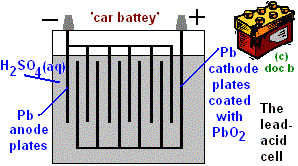 – 'car battey' +
H2SO4(aq)
Pb
anode
plates
Pb
cathode
plates
coated
with
PbO2
(c)
doc b
The
lead-
acid
cell